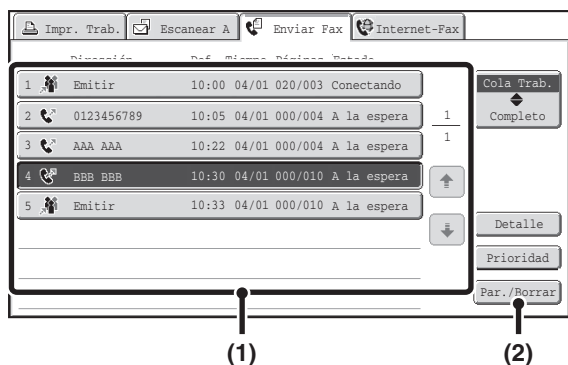 Impr. Trab. Escanear A Enviar Fax Internet-Fax
1 Emitir 10:00 04/01 020/003 Conectando
2 0123456789 10:05 04/01 000/004 A la espera
3 AAA AAA 10:22 04/01 000/004 A la espera
4 BBB BBB 10:30 04/01 000/010 A la espera
5 Emitir 10:33 04/01 000/010 A la espera
1
1
Cola Trab.
Completo
Detalle
Prioridad
Par./Borrar
(1) (2)